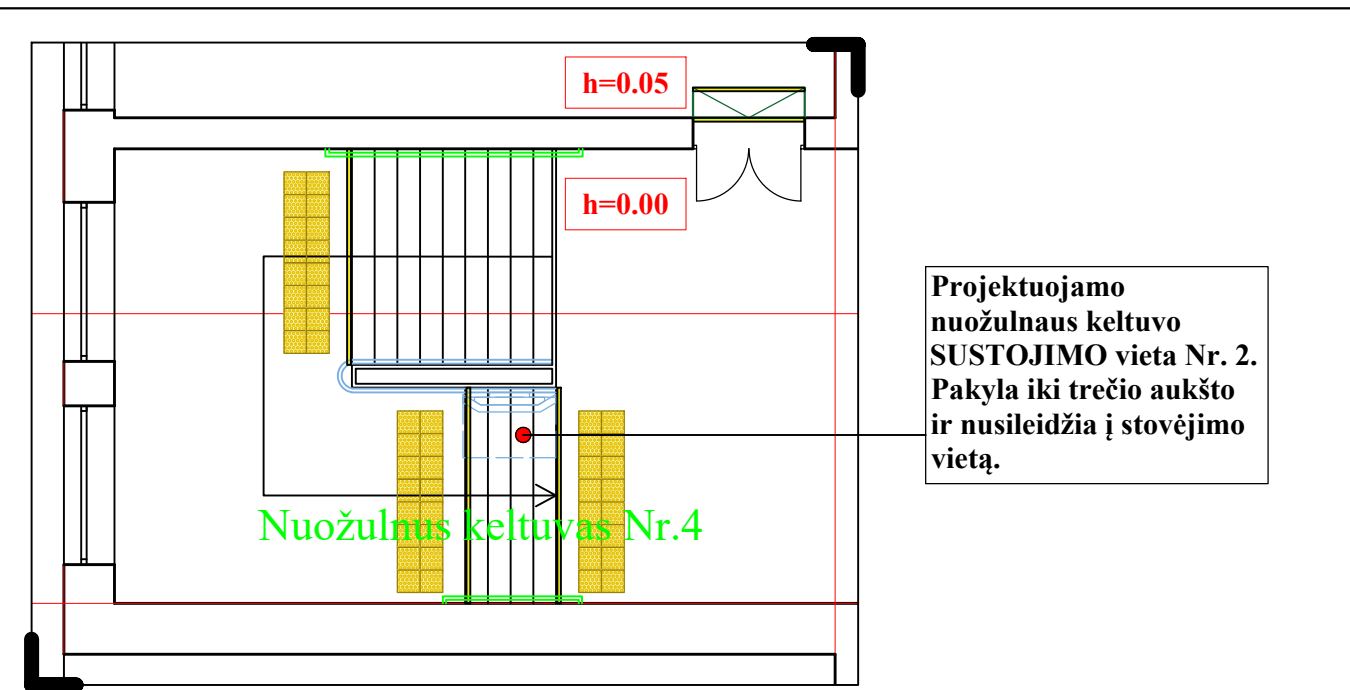 h=0.05
h=0.00
Projektuojamo
nuožulnaus keltuvo
SUSTOJIMO vieta Nr. 2.
Pakyla iki trečio aukšto
ir nusileidžia į stovėjimo
vietą.
Nuožulnus keltuvas Nr.4